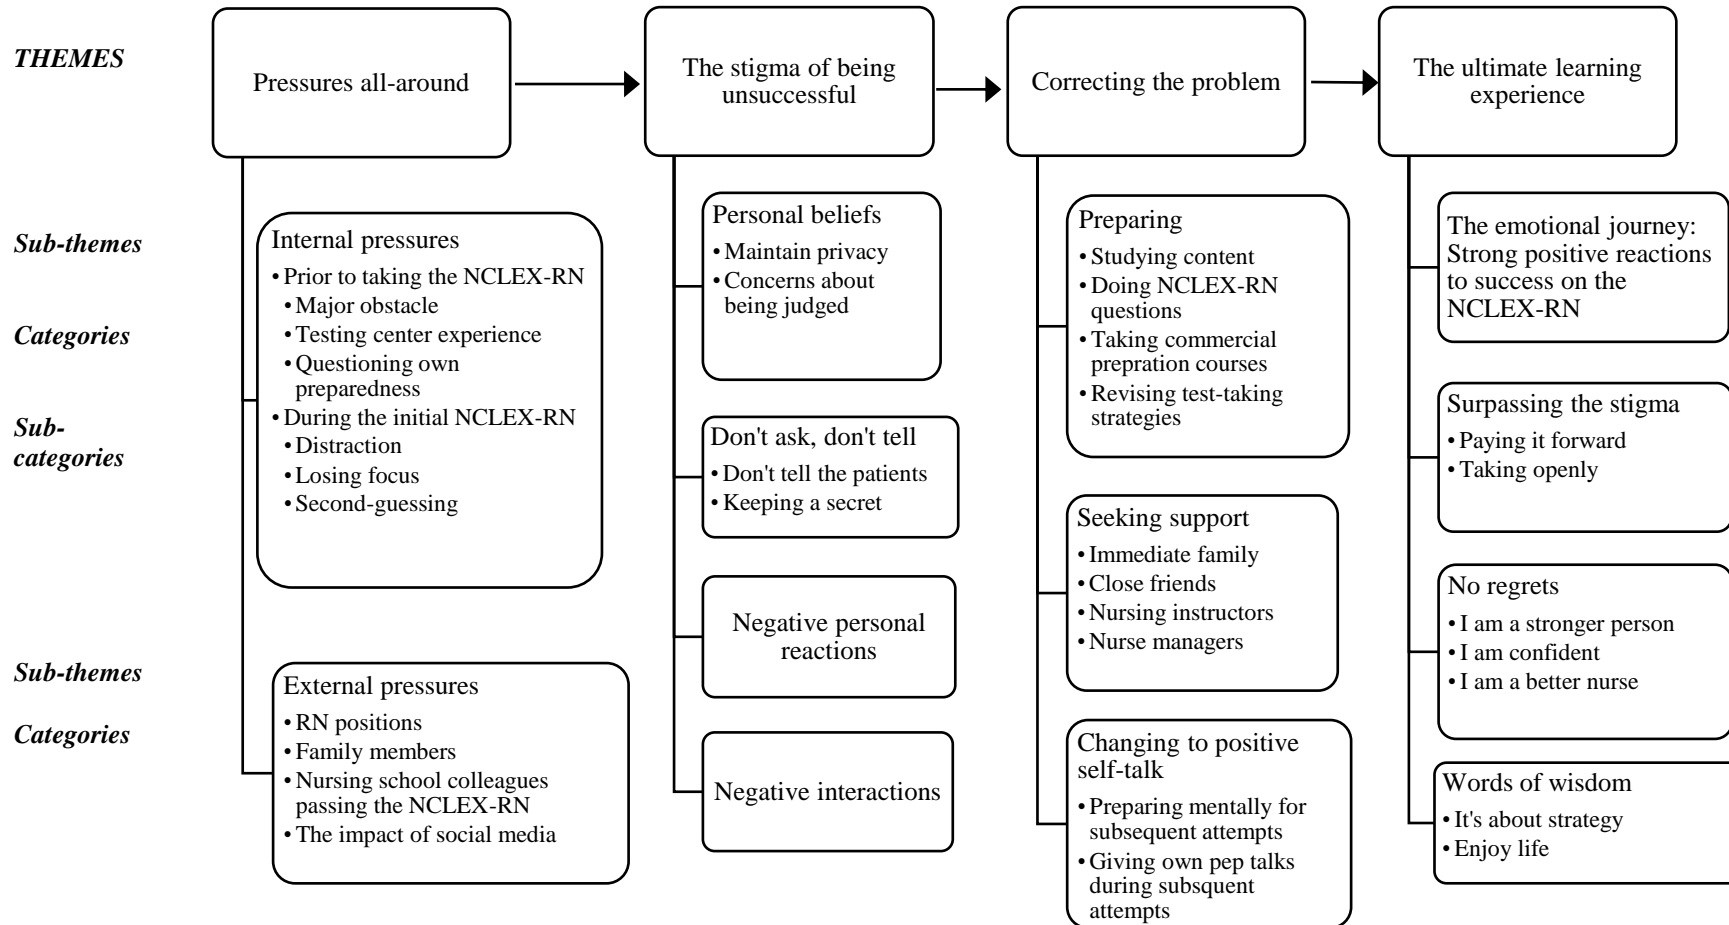 THEMES
Pressures all-around
The stigma of being
unsuccessful
Correcting the problem
The ultimate learning
experience
Sub-themes
Categories
Sub-
categories
Internal pressures
• Prior to taking the NCLEX-RN
• Major obstacle
• Testing center experience
• Questioning own
preparedness
• During the initial NCLEX-RN
• Distraction
• Losing focus
• Second-guessing
Sub-themes
Categories
External pressures
• RN positions
• Family members
• Nursing school colleagues
passing the NCLEX-RN
• The impact of social media
Personal beliefs
• Maintain privacy
• Concerns about
being judged
Don't ask, don't tell
• Don't tell the patients
• Keeping a secret
Negative personal
reactions
Negative interactions
Preparing
• Studying content
• Doing NCLEX-RN
questions
• Taking commercial
prepration courses
• Revising test-taking
strategies
Seeking support
• Immediate family
• Close friends
• Nursing instructors
• Nurse managers
Changing to positive
self-talk
• Preparing mentally for
subsequent attempts
• Giving own pep talks
during subsquent
attempts
The emotional journey:
Strong positive reactions
to success on the
NCLEX-RN
Surpassing the stigma
• Paying it forward
• Taking openly
No regrets
• I am a stronger person
• I am confident
• I am a better nurse
Words of wisdom
• It's about strategy
• Enjoy life